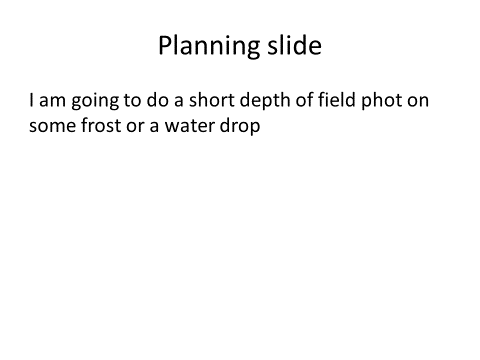 Planning slide
I am going to do a short depth of field phot on
some frost or a water drop